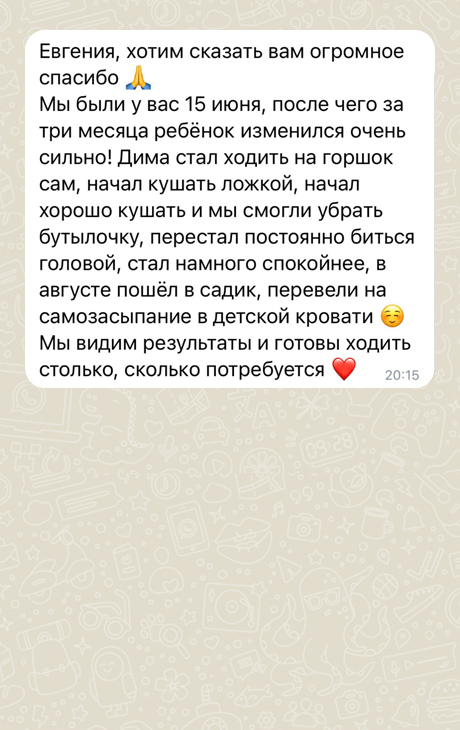 Евгения, хотим сказать вам огромное
спасибо 🙏
Мы были у вас 15 июня, после чего за
три месяца ребёнок изменился очень
сильно! Дима стал ходить на горшок
сам, начал кушать ложкой, начал
хорошо кушать и мы смогли убрать
бутылочку, перестал постоянно биться
головой, стал намного спокойнее, в
августе пошёл в садик, перевели на
самозасыпание в детской кровати ☺️
Мы видим результаты и готовы ходить
столько, сколько потребуется ❤️
20:15